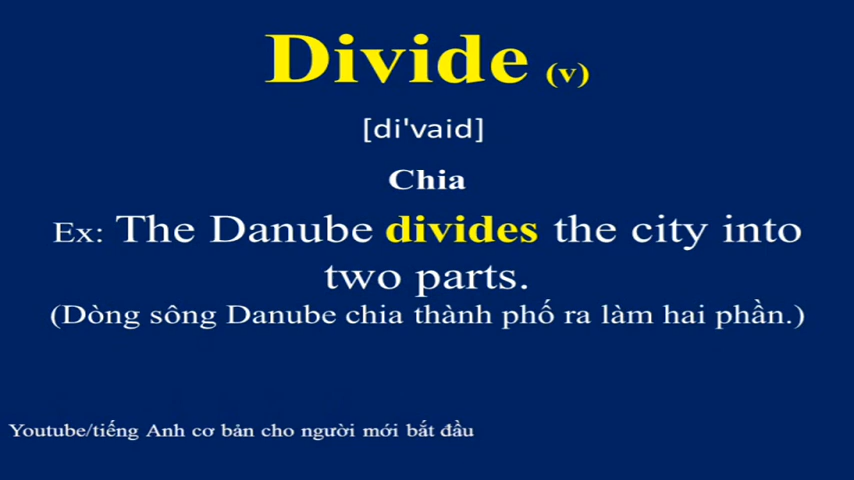 Divide (v)
[di'vaid]
Chia
Ex: The Danube divides the city into
two parts.
(Dòng sông Danube chia thành phố ra làm hai phần.)
Youtube/tiếng Anh cơ bản cho người mới bắt đầu